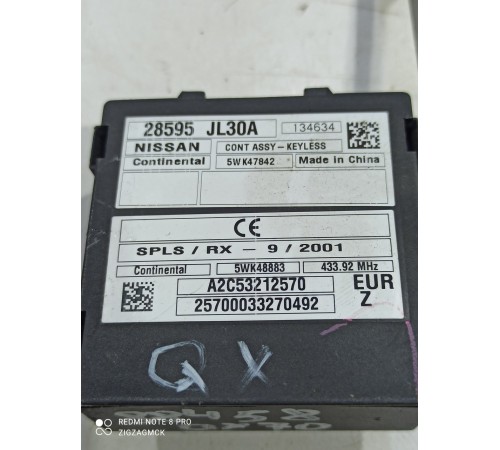 28595 JL30A 134634
NISSAN CONT ASSY-KEYLESS
Continental 5WK47842 Made in China
CE
SPLS / RX - 9 / 2001
Continental 5WK48883 433.92 MHz
A2C53212570 EUR
25700033270492 Z
QX
REDMI NOTE 8 PRO
ZIGZAGMCK